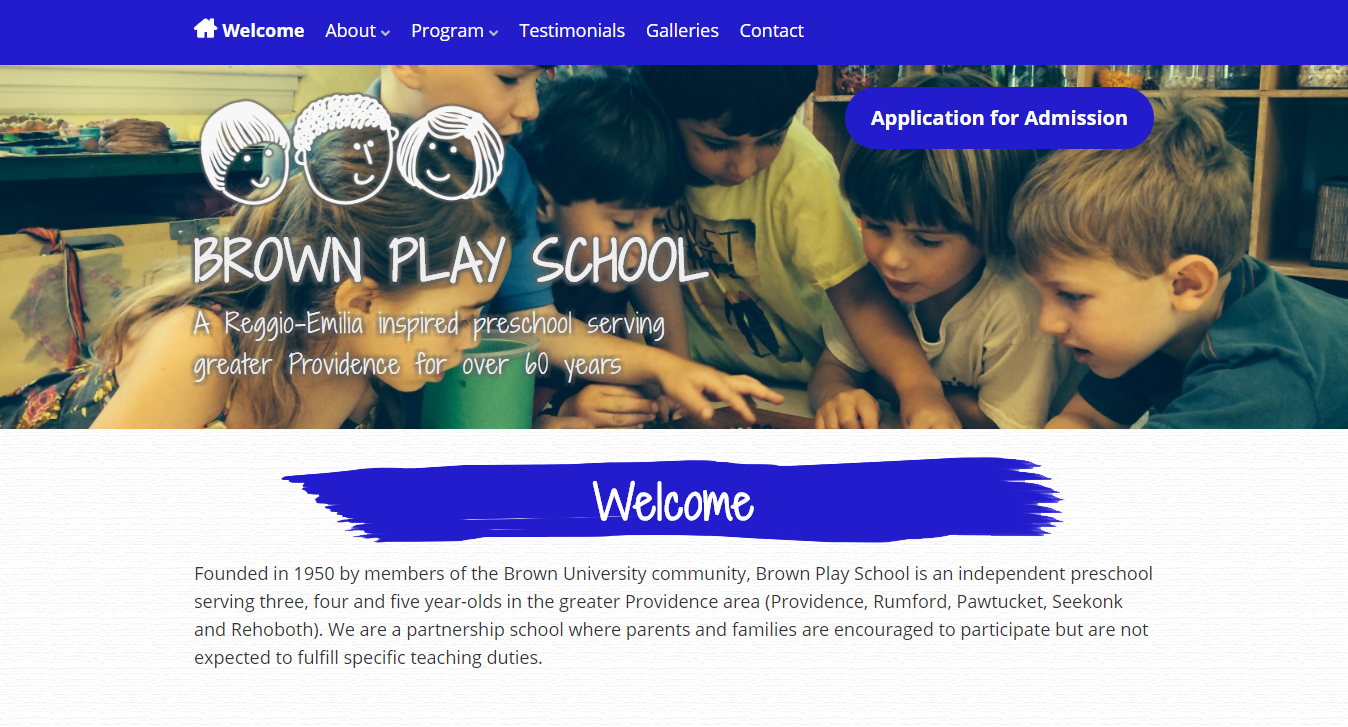 Welcome About Program Testimonials Galleries Contact
Application for Admission
BROWN PLAY SCHOOL
A Reggio-Emilia inspired preschool serving
greater Providence for over 60 years
Welcome
Founded in 1950 by members of the Brown University community, Brown Play School is an independent preschool
serving three, four and five year-olds in the greater Providence area (Providence, Rumford, Pawtucket, Seekonk
and Rehoboth). We are a partnership school where parents and families are encouraged to participate but are not
expected to fulfill specific teaching duties.